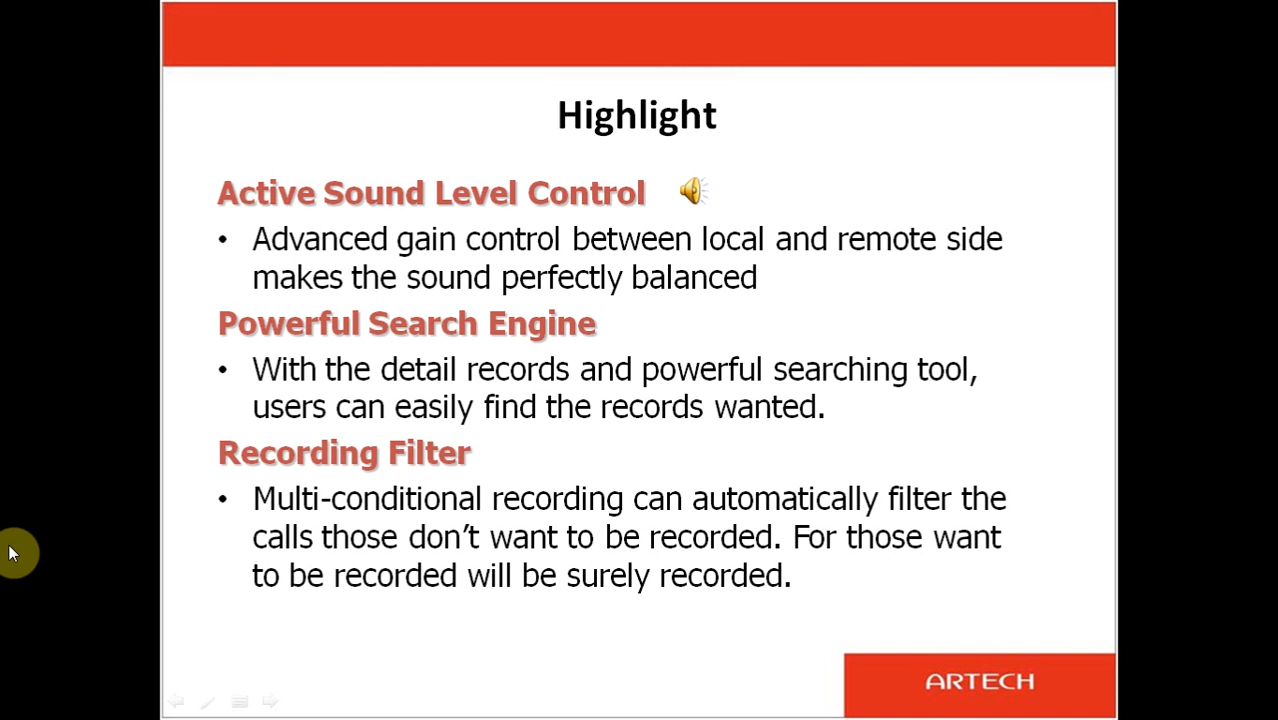 Highlight
Active Sound Level Control
• Advanced gain control between local and remote side
makes the sound perfectly balanced
Powerful Search Engine
• With the detail records and powerful searching tool,
users can easily find the records wanted.
Recording Filter
• Multi-conditional recording can automatically filter the
calls those don’t want to be recorded. For those want
to be recorded will be surely recorded.
ARTECH